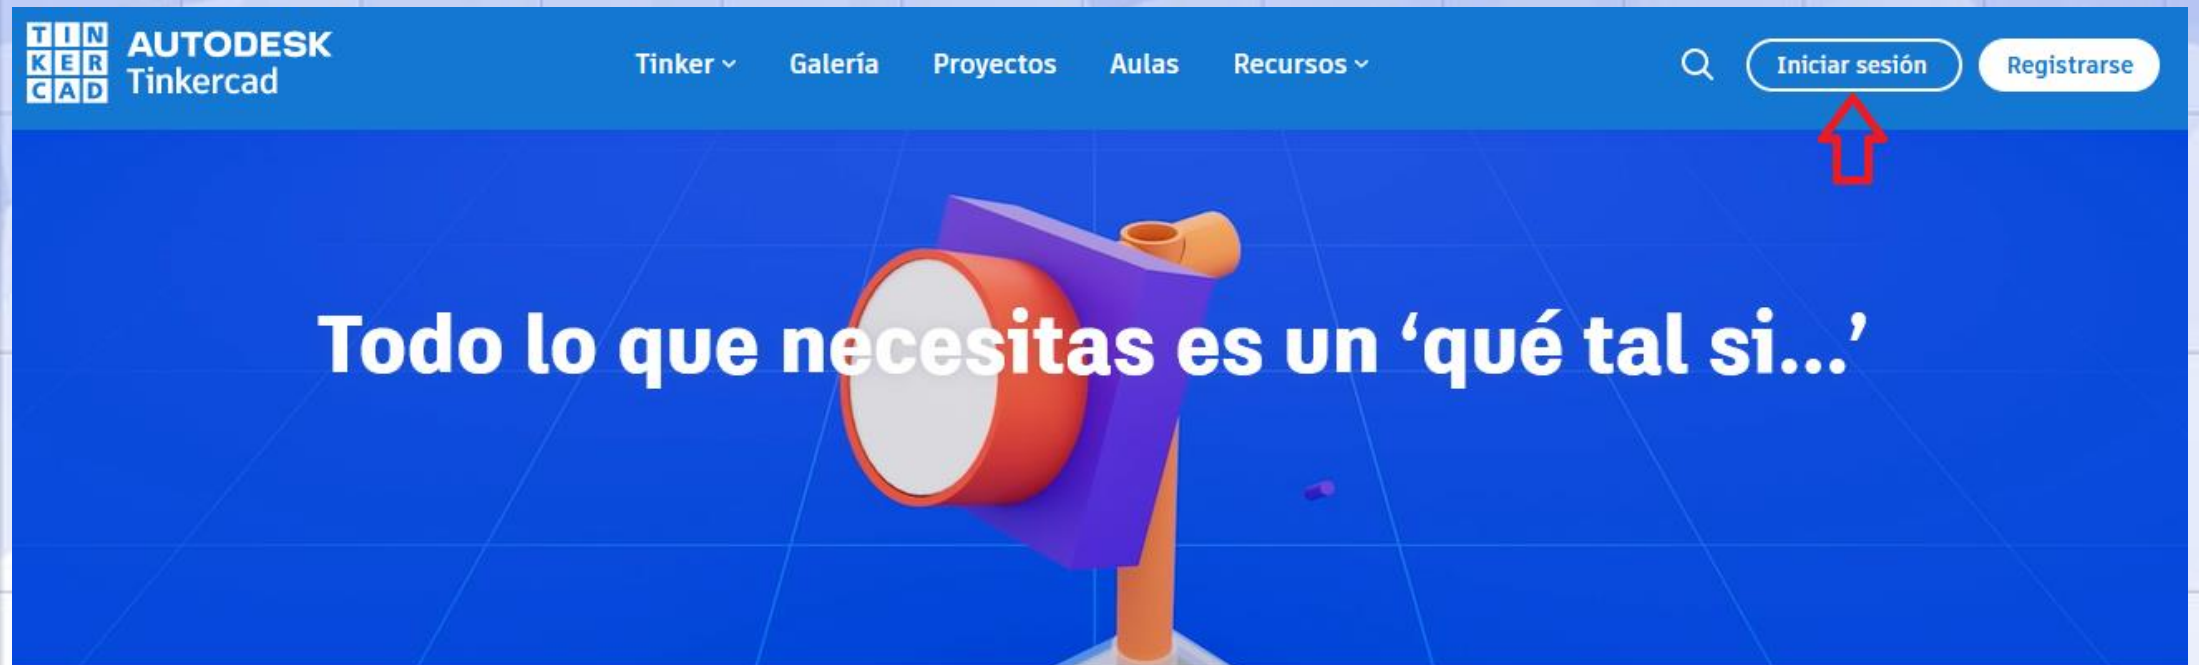 TIN
KER
CAD
AUTODESK
Tinkercad
Tinker
Galería
Proyectos
Aulas
Recursos
Iniciar sesión
Registrarse
Todo lo que necesitas es un ‘qué tal si...’